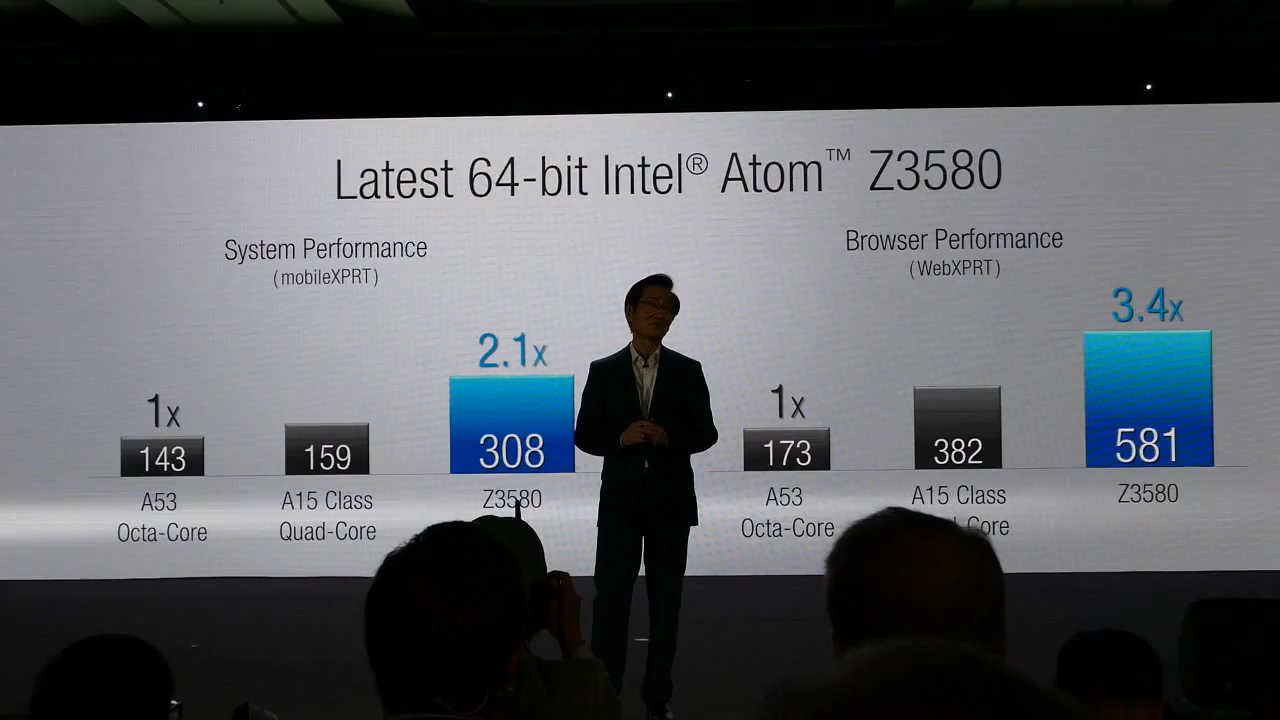 Latest 64-bit Intel® Atom™ Z3580
System Performance
(mobileXPRT)
1x
143
A53
Octa-Core
159
A15 Class
Quad-Core
2.1x
308
Z3580
Browser Performance
(WebXPRT)
1x
173
A53
Octa-Core
382
A15 Class
Core
3.4x
581
Z3580